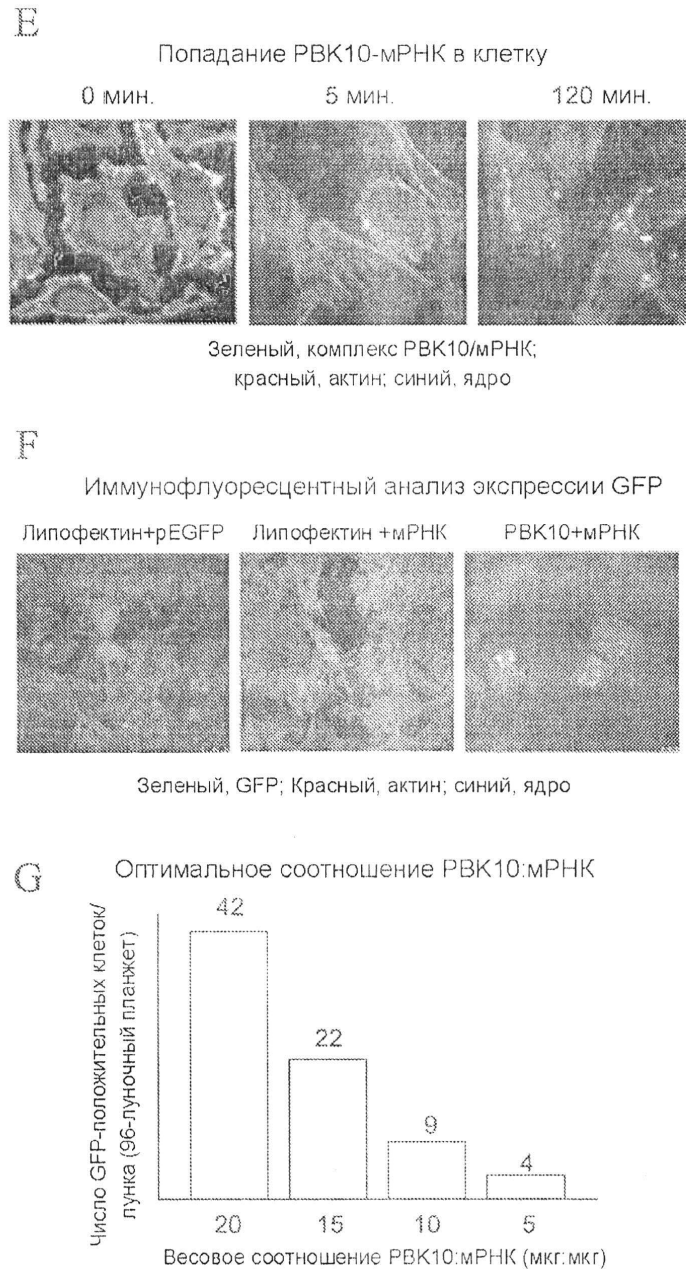 E
Попадание PBK10-мРНК в клетку
0 мин. 5 мин. 120 мин.
Зеленый, комплекс PBK10/мРНК;
красный, актин; синий, ядро
F
Иммунофлуоресцентный анализ экспрессии GFP
Липофектин+pEGFP Липофектин +мРНК PBK10+мРНК
Зеленый, GFP; Красный, актин; синий, ядро
G
Оптимальное соотношение PBK10:мРНК
Число GFP-положительных клеток/
лунка (96-луночный планжет)
42
22
9
4
20 15 10 5
Весовое соотношение PBK10:мРНК (мкг:мкг)